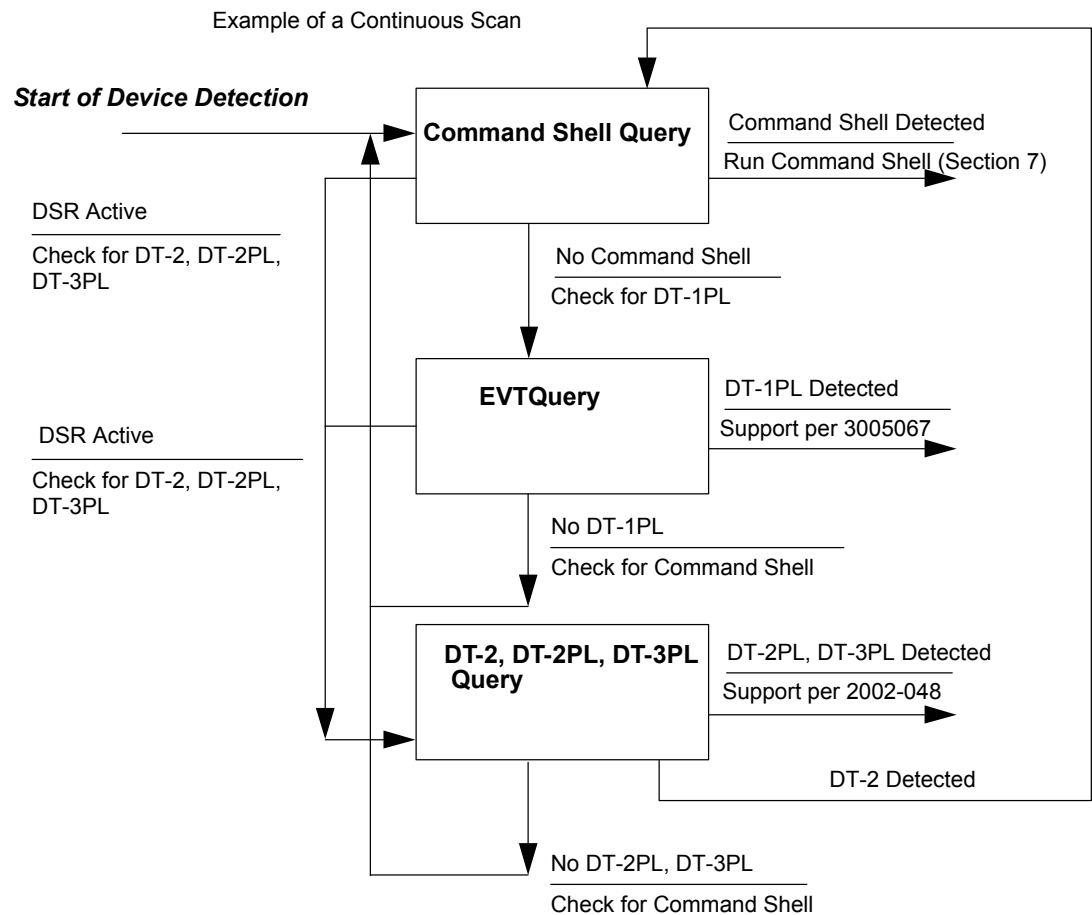 Example of a Continuous Scan
Start of Device Detection
Command Shell Query
Command Shell Detected
Run Command Shell (Section 7)
DSR Active
Check for DT-2, DT-2PL,
DT-3PL
No Command Shell
Check for DT-1PL
EVTQuery
DT-1PL Detected
Support per 3005067
DSR Active
Check for DT-2, DT-2PL,
DT-3PL
No DT-1PL
Check for Command Shell
DT-2, DT-2PL, DT-3PL
Query
DT-2PL, DT-3PL Detected
Support per 2002-048
DT-2 Detected
No DT-2PL, DT-3PL
Check for Command Shell